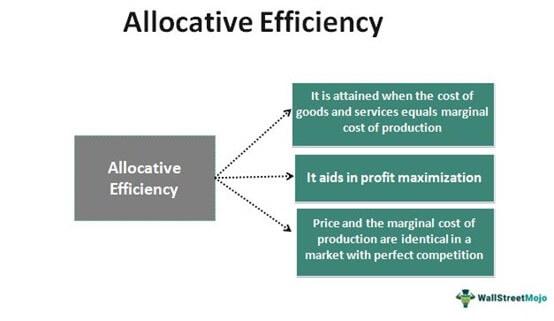 Allocative Efficiency
Allocative
Efficiency
It is attained when the cost of
goods and services equals marginal
cost of production
It aids in profit maximization
Price and the marginal cost of
production are identical in a
market with perfect competition
WallStreetMojo